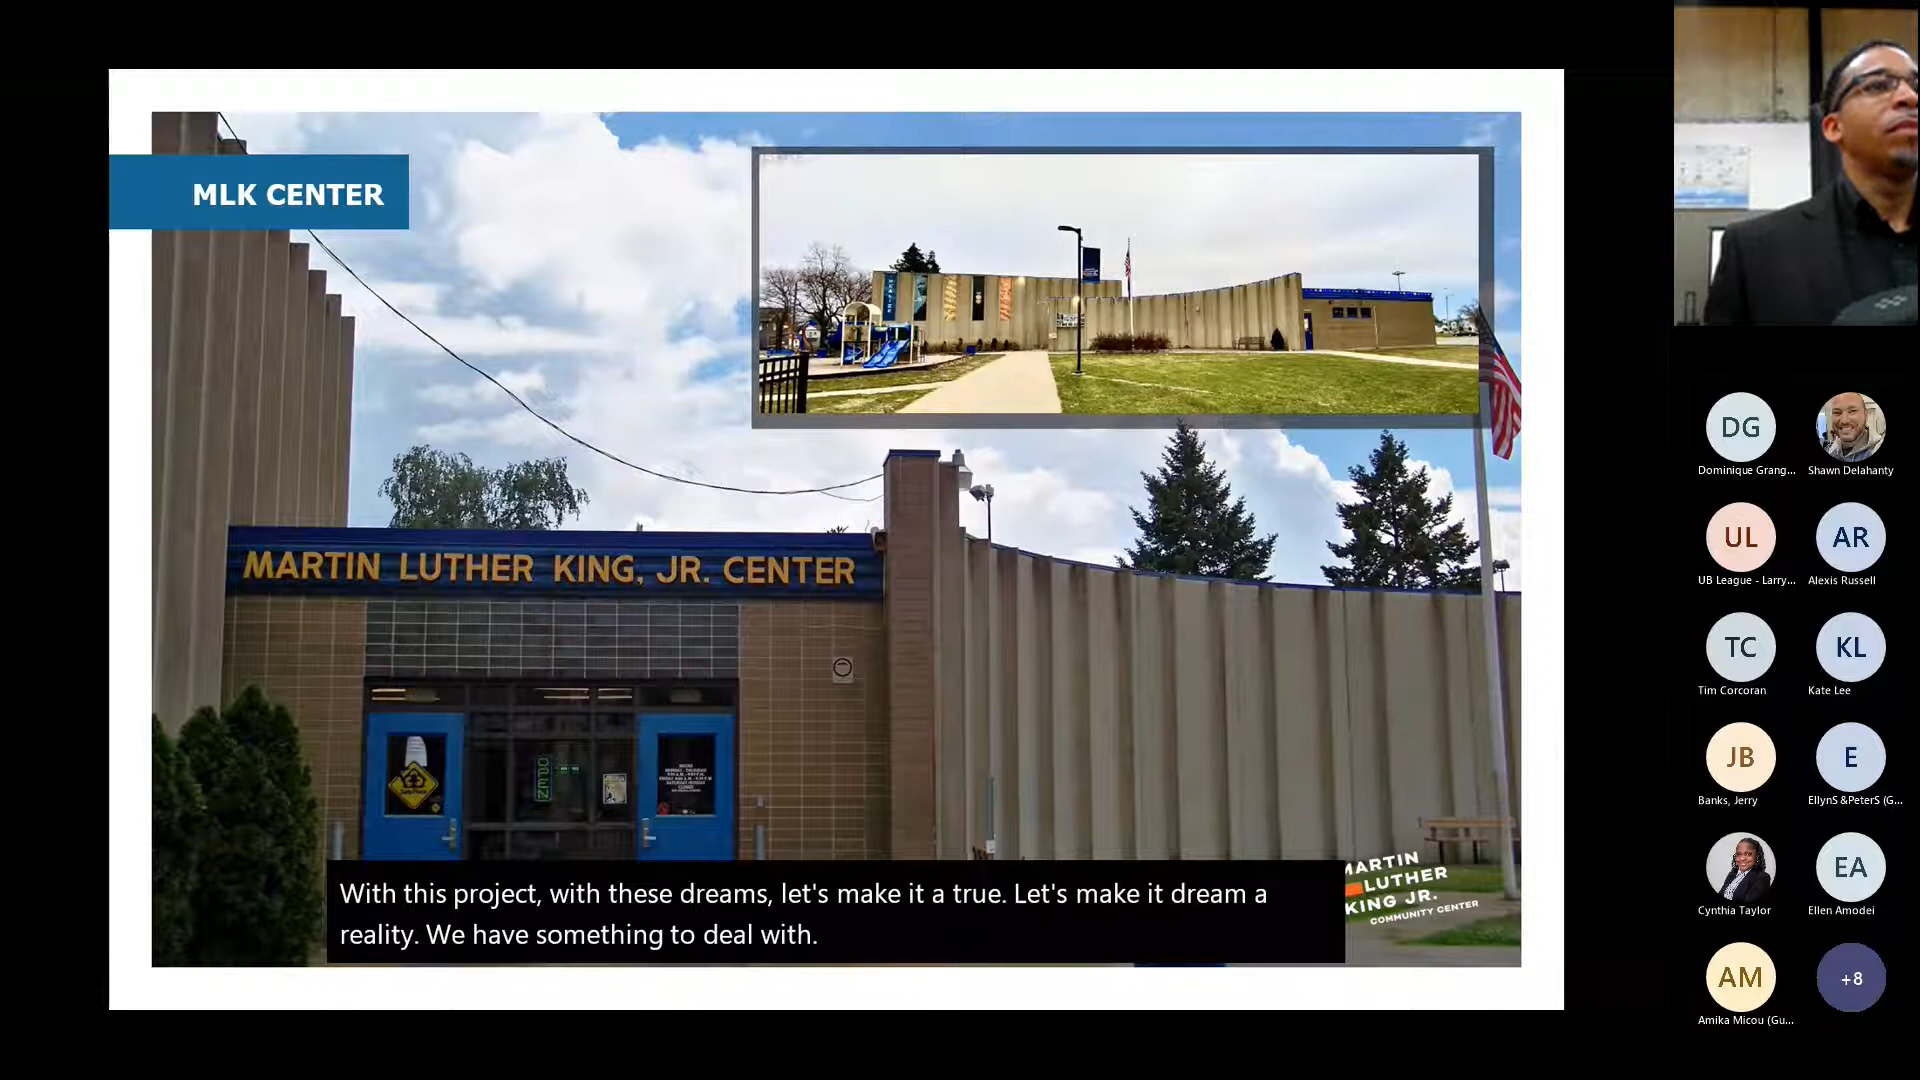 MLK CENTER
REALIZE
MARTIN LUTHER KING, JR. CENTER
OPEN
With this project, with these dreams, let's make it a true. Let's make it dream a
reality. We have something to deal with.
MARTIN
LUTHER
KING JR.
COMMUNITY CENTER
DG
Dominique Grang...
Shawn Delahanty
UL
UB League - Larry...
AR
Alexis Russell
TC
Tim Corcoran
KL
Kate Lee
JB
Banks, Jerry
E
EllynS &PeterS (G...
Cynthia Taylor
EA
Ellen Amodei
AM
Amika Micou (Gu...
+8